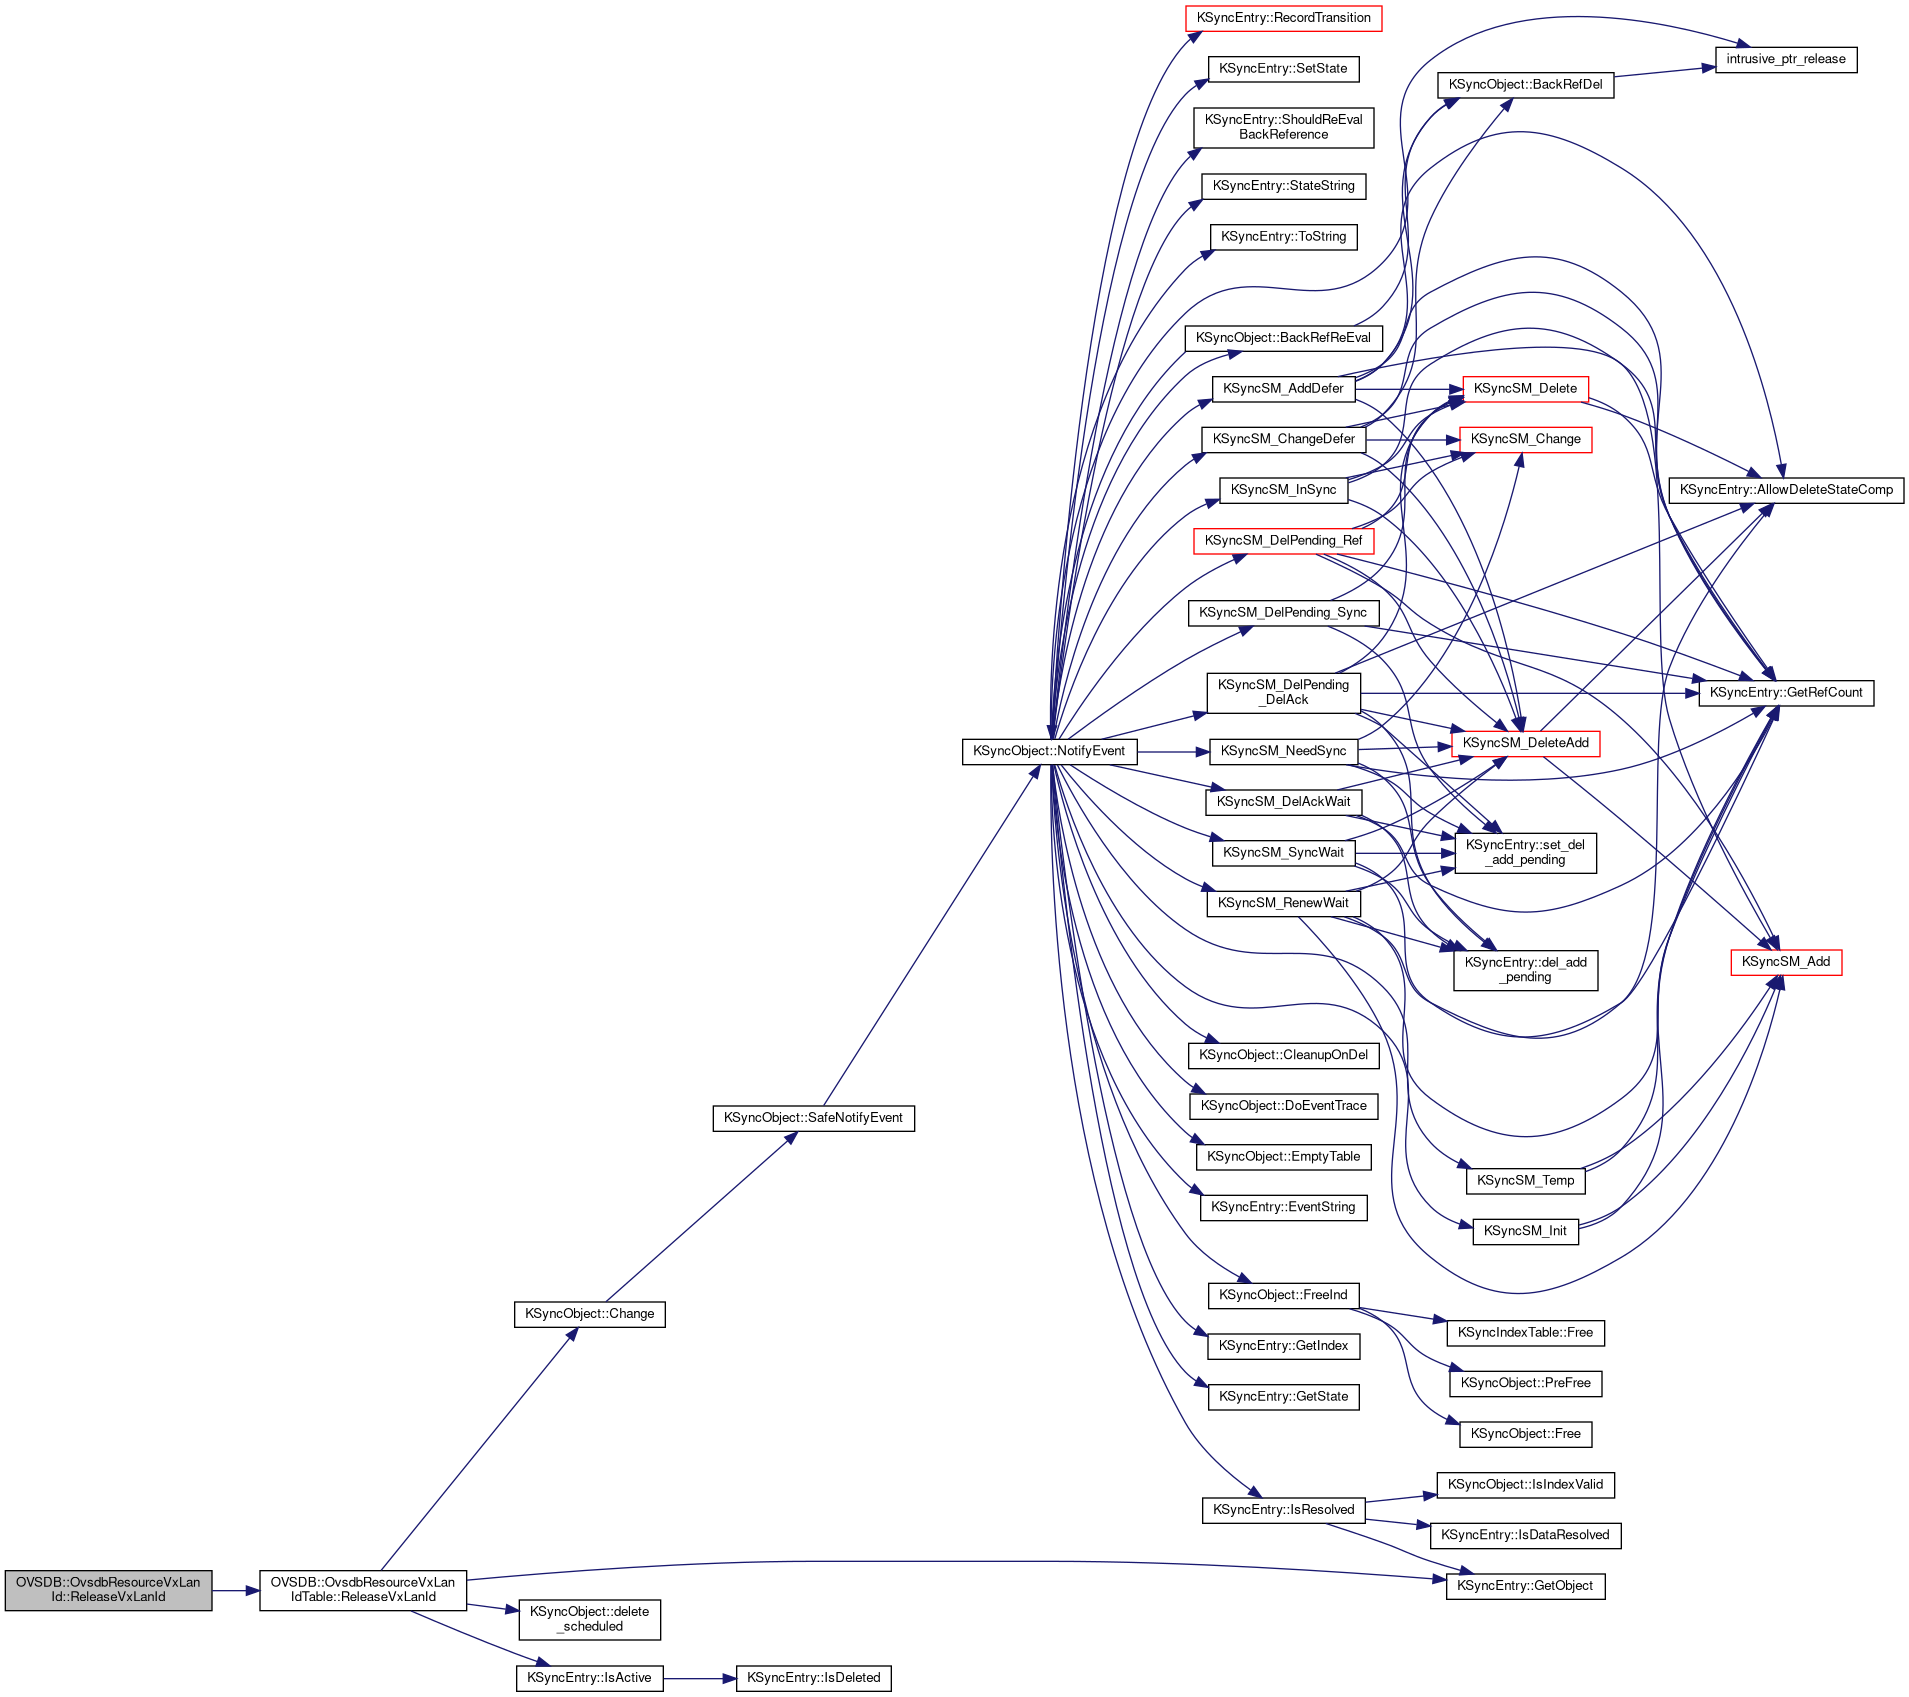 KSyncEntry::RecordTransition
KSyncEntry::SetState
KSyncEntry::ShouldReEval
BackReference
KSyncEntry::StateString
KSyncEntry::ToString
KSyncObject::BackRefReEval
KSyncSM_AddDefer
KSyncSM_ChangeDefer
KSyncSM_InSync
KSyncSM_DelPending_Ref
KSyncSM_DelPending_Sync
KSyncSM_DelPending
_DelAck
KSyncSM_NeedSync
KSyncSM_DelAckWait
KSyncSM_SyncWait
KSyncSM_RenewWait
KSyncObject::CleanupOnDel
KSyncObject::DoEventTrace
KSyncObject::EmptyTable
KSyncEntry::EventString
KSyncObject::FreeInd
KSyncEntry::GetIndex
KSyncEntry::GetState
KSyncEntry::IsResolved
intrusive_ptr_release
KSyncObject::BackRefDel
KSyncSM_Delete
KSyncSM_Change
KSyncEntry::AllowDeleteStateComp
KSyncEntry::GetRefCount
KSyncSM_DeleteAdd
KSyncEntry::set_del
_add_pending
KSyncEntry::del_add
_pending
KSyncSM_Add
KSyncSM_Temp
KSyncSM_Init
KSyncIndexTable::Free
KSyncObject::PreFree
KSyncObject::Free
KSyncObject::IsIndexValid
KSyncEntry::IsDataResolved
KSyncEntry::GetObject
KSyncObject::NotifyEvent
KSyncObject::SafeNotifyEvent
KSyncObject::Change
OVSDB::OvsdbResourceVxLan
Id::ReleaseVxLanId
OVSDB::OvsdbResourceVxLan
IdTable::ReleaseVxLanId
KSyncObject::delete
_scheduled
KSyncEntry::IsActive
KSyncEntry::IsDeleted